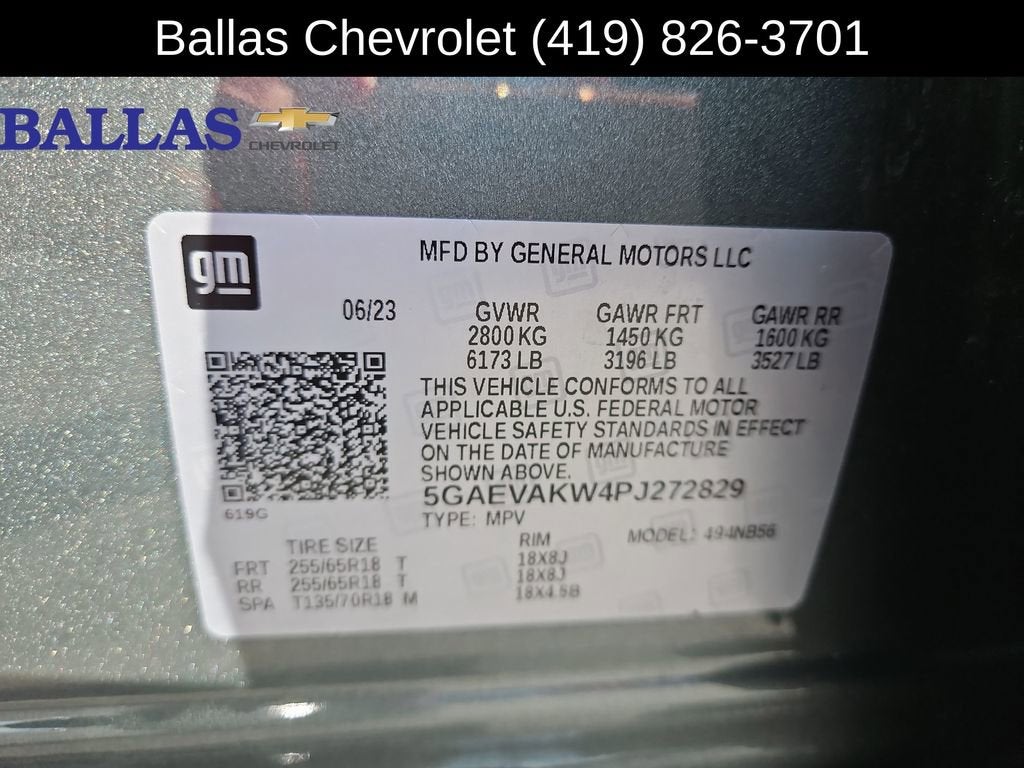 Ballas Chevrolet (419) 826-3701
BALLAS
CHEVROLET
gm
MFD BY GENERAL MOTORS LLC
06/23 GVWR GAWR FRT GAWR RR
2800 KG 1450 KG 1600 KG
6173 LB 3196 LB 3527 LB
THIS VEHICLE CONFORMS TO ALL
APPLICABLE U.S. FEDERAL MOTOR
VEHICLE SAFETY STANDARDS IN EFFECT
ON THE DATE OF MANUFACTURE
SHOWN ABOVE.
5GAEVAKW4PJ272829
619G
TYPE: MPV
MODEL: 494NB56
TIRE SIZE RIM
FRT 255/65R18 T 18X8J
RR 255/65R18 T 18X8J
SPA T135/70R18 M 18X4.5B